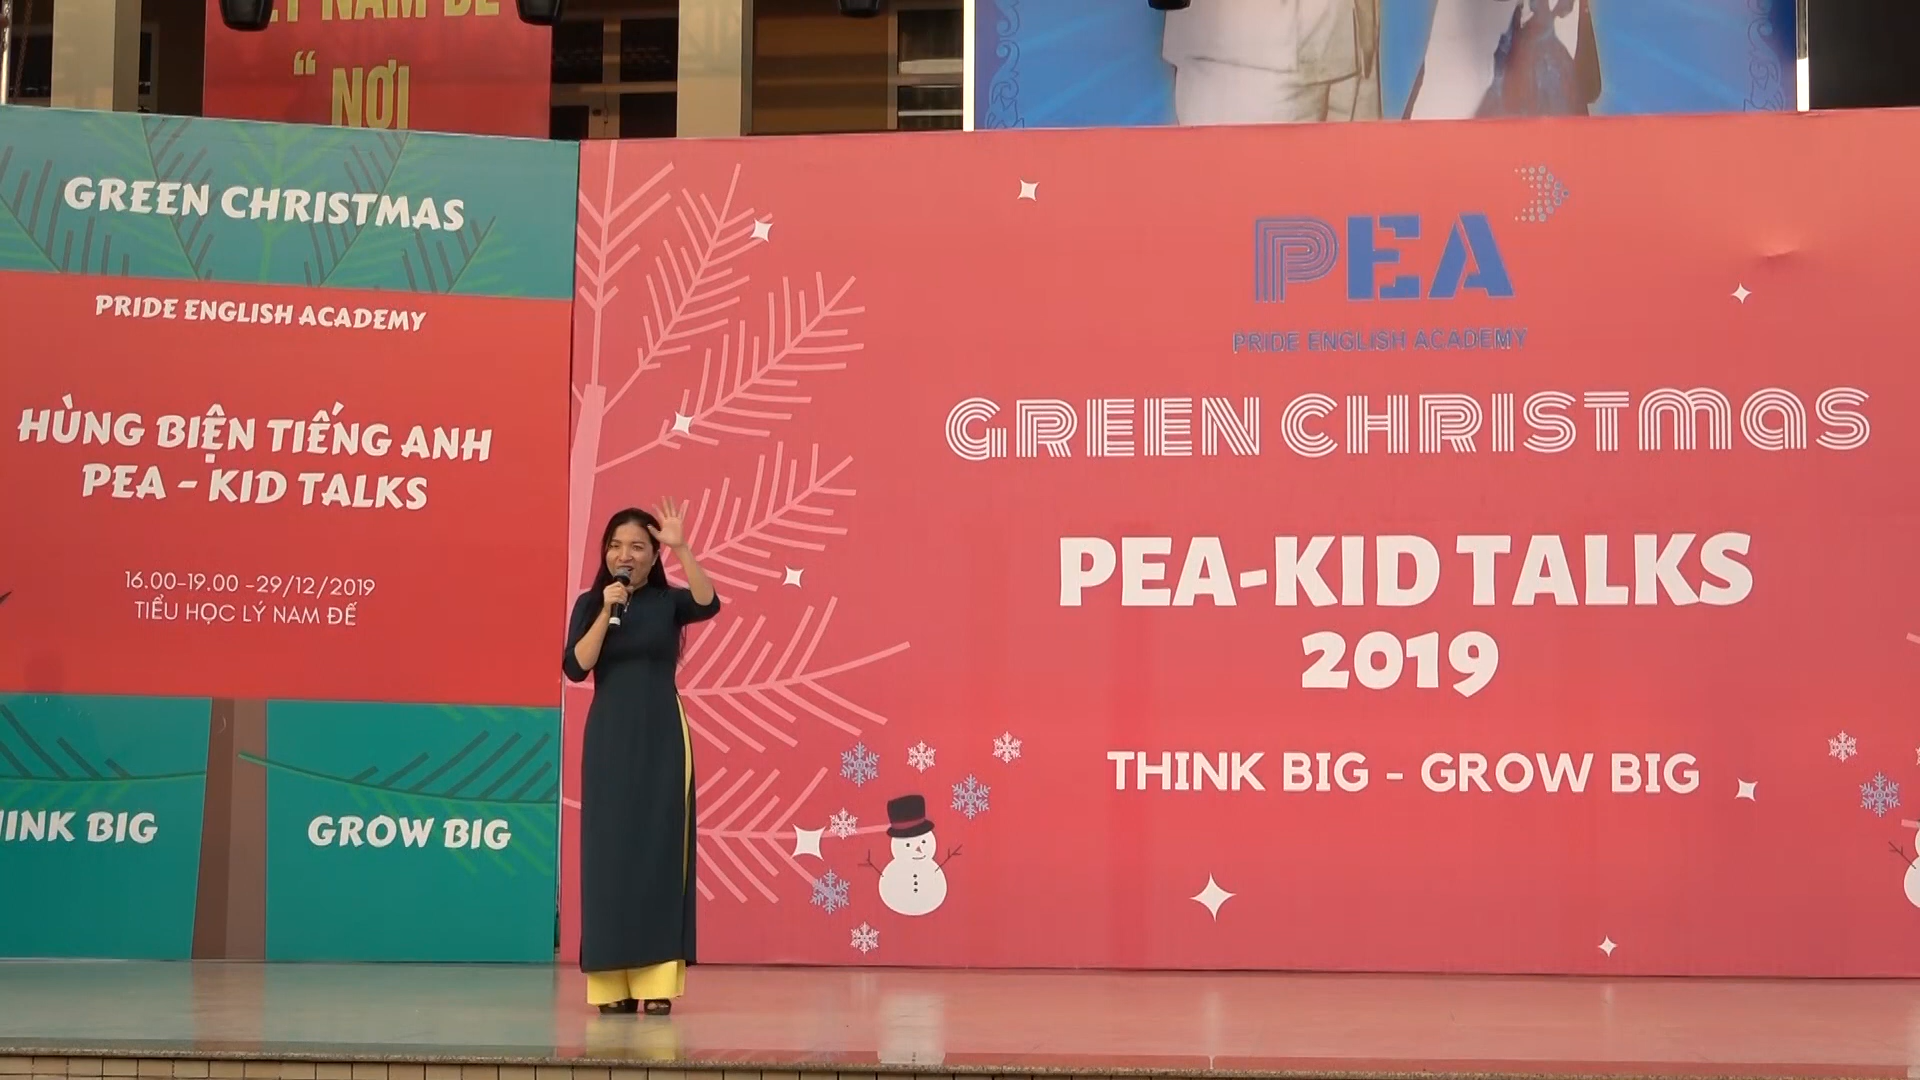 NAM ĐẾ
“ NƠI
GREEN CHRISTMAS
PRIDE ENGLISH ACADEMY
HÙNG BIỆN TIẾNG ANH
PEA - KID TALKS
16.00-19.00 -29/12/2019
TIỂU HỌC LÝ NAM ĐẾ
BIG
GROW BIG
PEA
PRIDE ENGLISH ACADEMY
GREEN CHRISTMAS
PEA-KID TALKS
2019
THINK BIG - GROW BIG